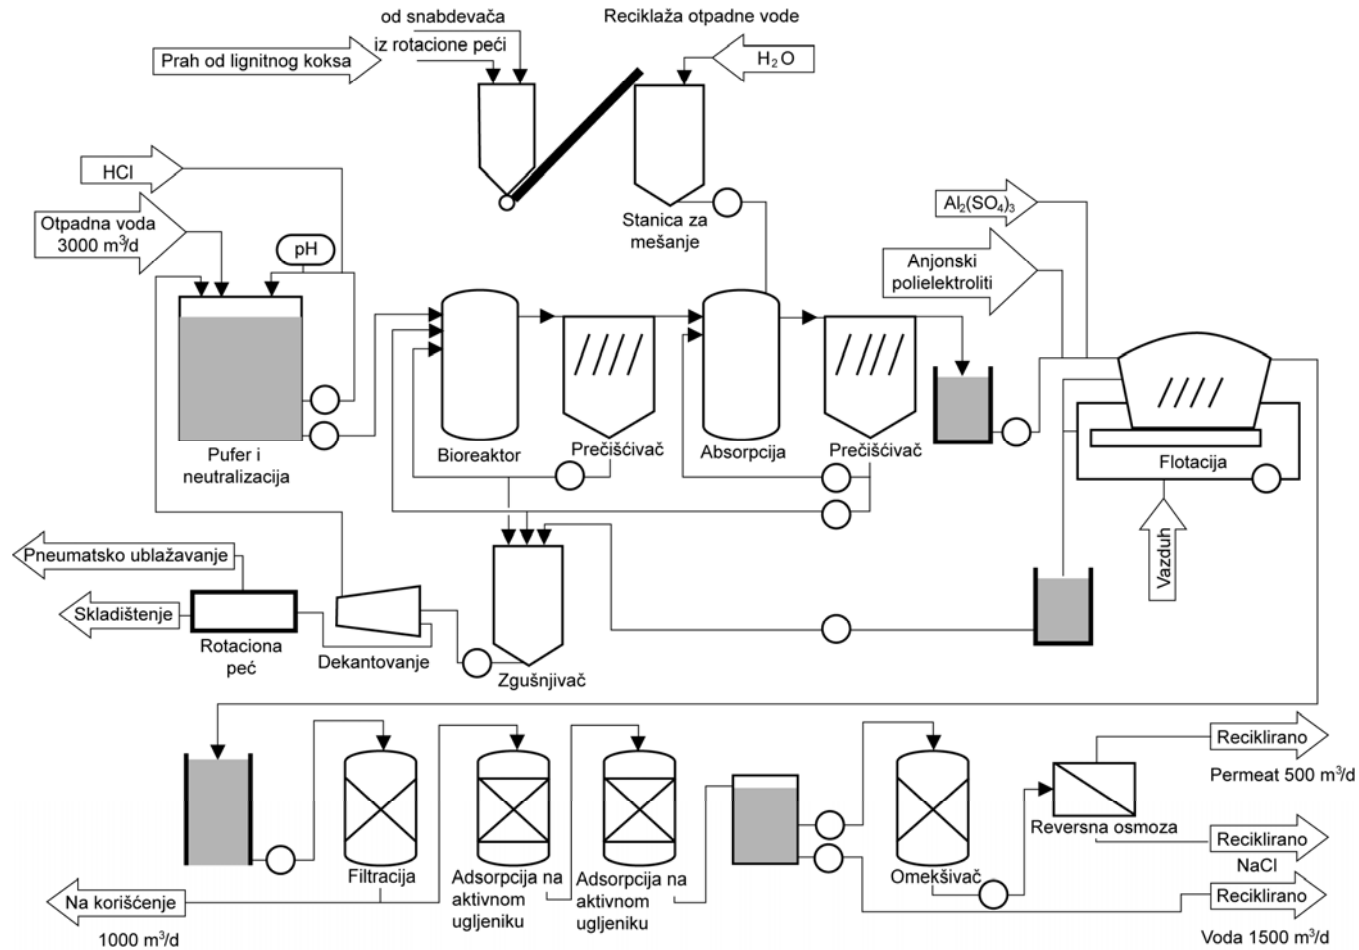 od snabdevača
Reciklaža otpadne vode
iz rotacione peći
Prah od lignitnog koksa
H₂O
HCl
Otpadna voda
3000 m³/d
pH
Stanica za
mešanje
Al₂(SO₄)₃
Anjonski
polielektroliti
Pufer i
neutralizacija
Bioreaktor
Prečišćivač
Absorpcija
Prečišćivač
Flotacija
Vazduh
Pneumatsko ublažavanje
Skladištenje
Rotaciona
peć
Dekantovanje
Zgušnjivač
Reciklirano
Permeat 500 m³/d
Reversna osmoza
Reciklirano
NaCl
Filtracija
Adsorpcija na
aktivnom
ugljeniku
Adsorpcija na
aktivnom
ugljeniku
Omekšivač
Reciklirano
Voda 1500 m³/d
Na korišćenje
1000 m³/d